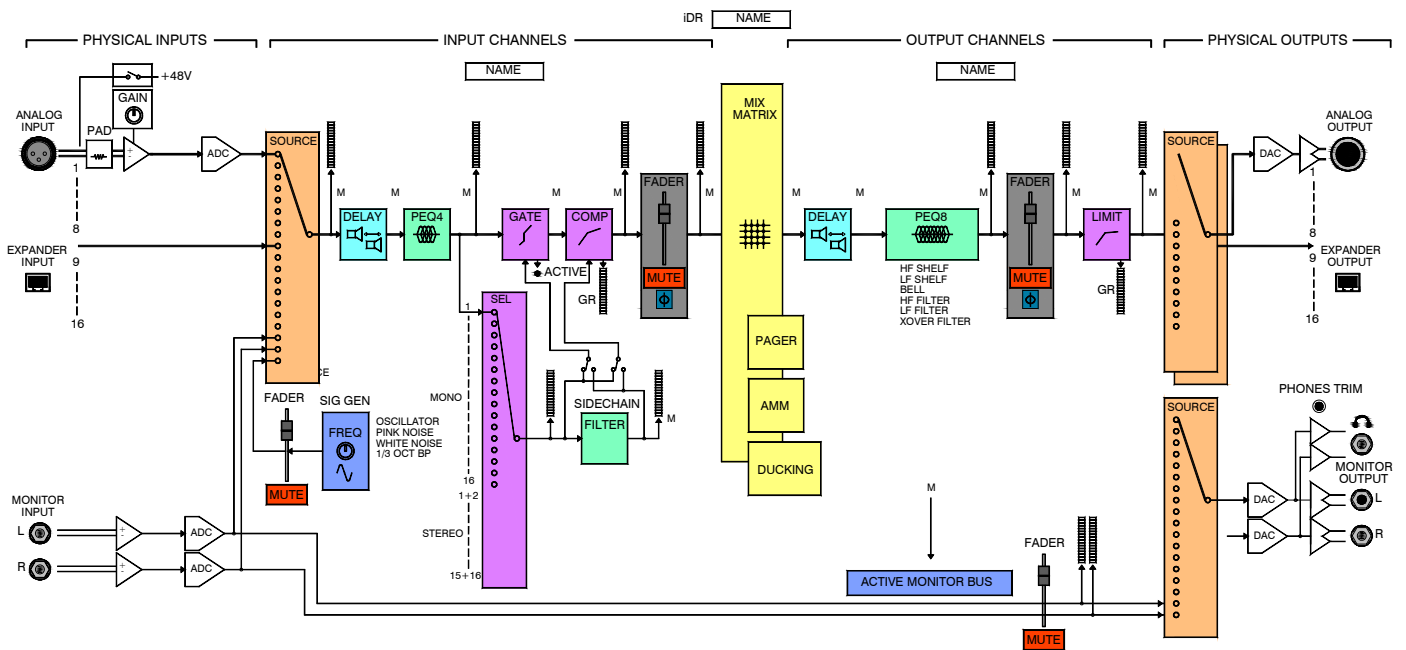 iDR NAME
PHYSICAL INPUTS
INPUT CHANNELS
OUTPUT CHANNELS
PHYSICAL OUTPUTS
NAME
NAME
+48V
GAIN
ANALOG
INPUT
PAD
+
-
ADC
1
8
EXPANDER
INPUT
9
16
SOURCE
M
DELAY
M
PEQ4
M
GATE
M
COMP
M
ACTIVE
GR
FADER
MUTE
ϕ
M
MIX
MATRIX
PAGER
AMM
DUCKING
M
DELAY
M
PEQ8
HF SHELF
LF SHELF
BELL
HF FILTER
LF FILTER
XOVER FILTER
M
FADER
MUTE
ϕ
M
LIMIT
M
GR
SOURCE
DAC
ANALOG
OUTPUT
1
8
9
EXPANDER
OUTPUT
16
SEL
1
MONO
16
1+2
STEREO
15+16
SIDECHAIN
FILTER
M
CE
FADER
MUTE
SIG GEN
FREQ
OSCILLATOR
PINK NOISE
WHITE NOISE
1/3 OCT BP
MONITOR
INPUT
L
+
-
ADC
R
+
-
ADC
M
ACTIVE MONITOR BUS
FADER
MUTE
SOURCE
PHONES TRIM
DAC
DAC
MONITOR
OUTPUT
L
R